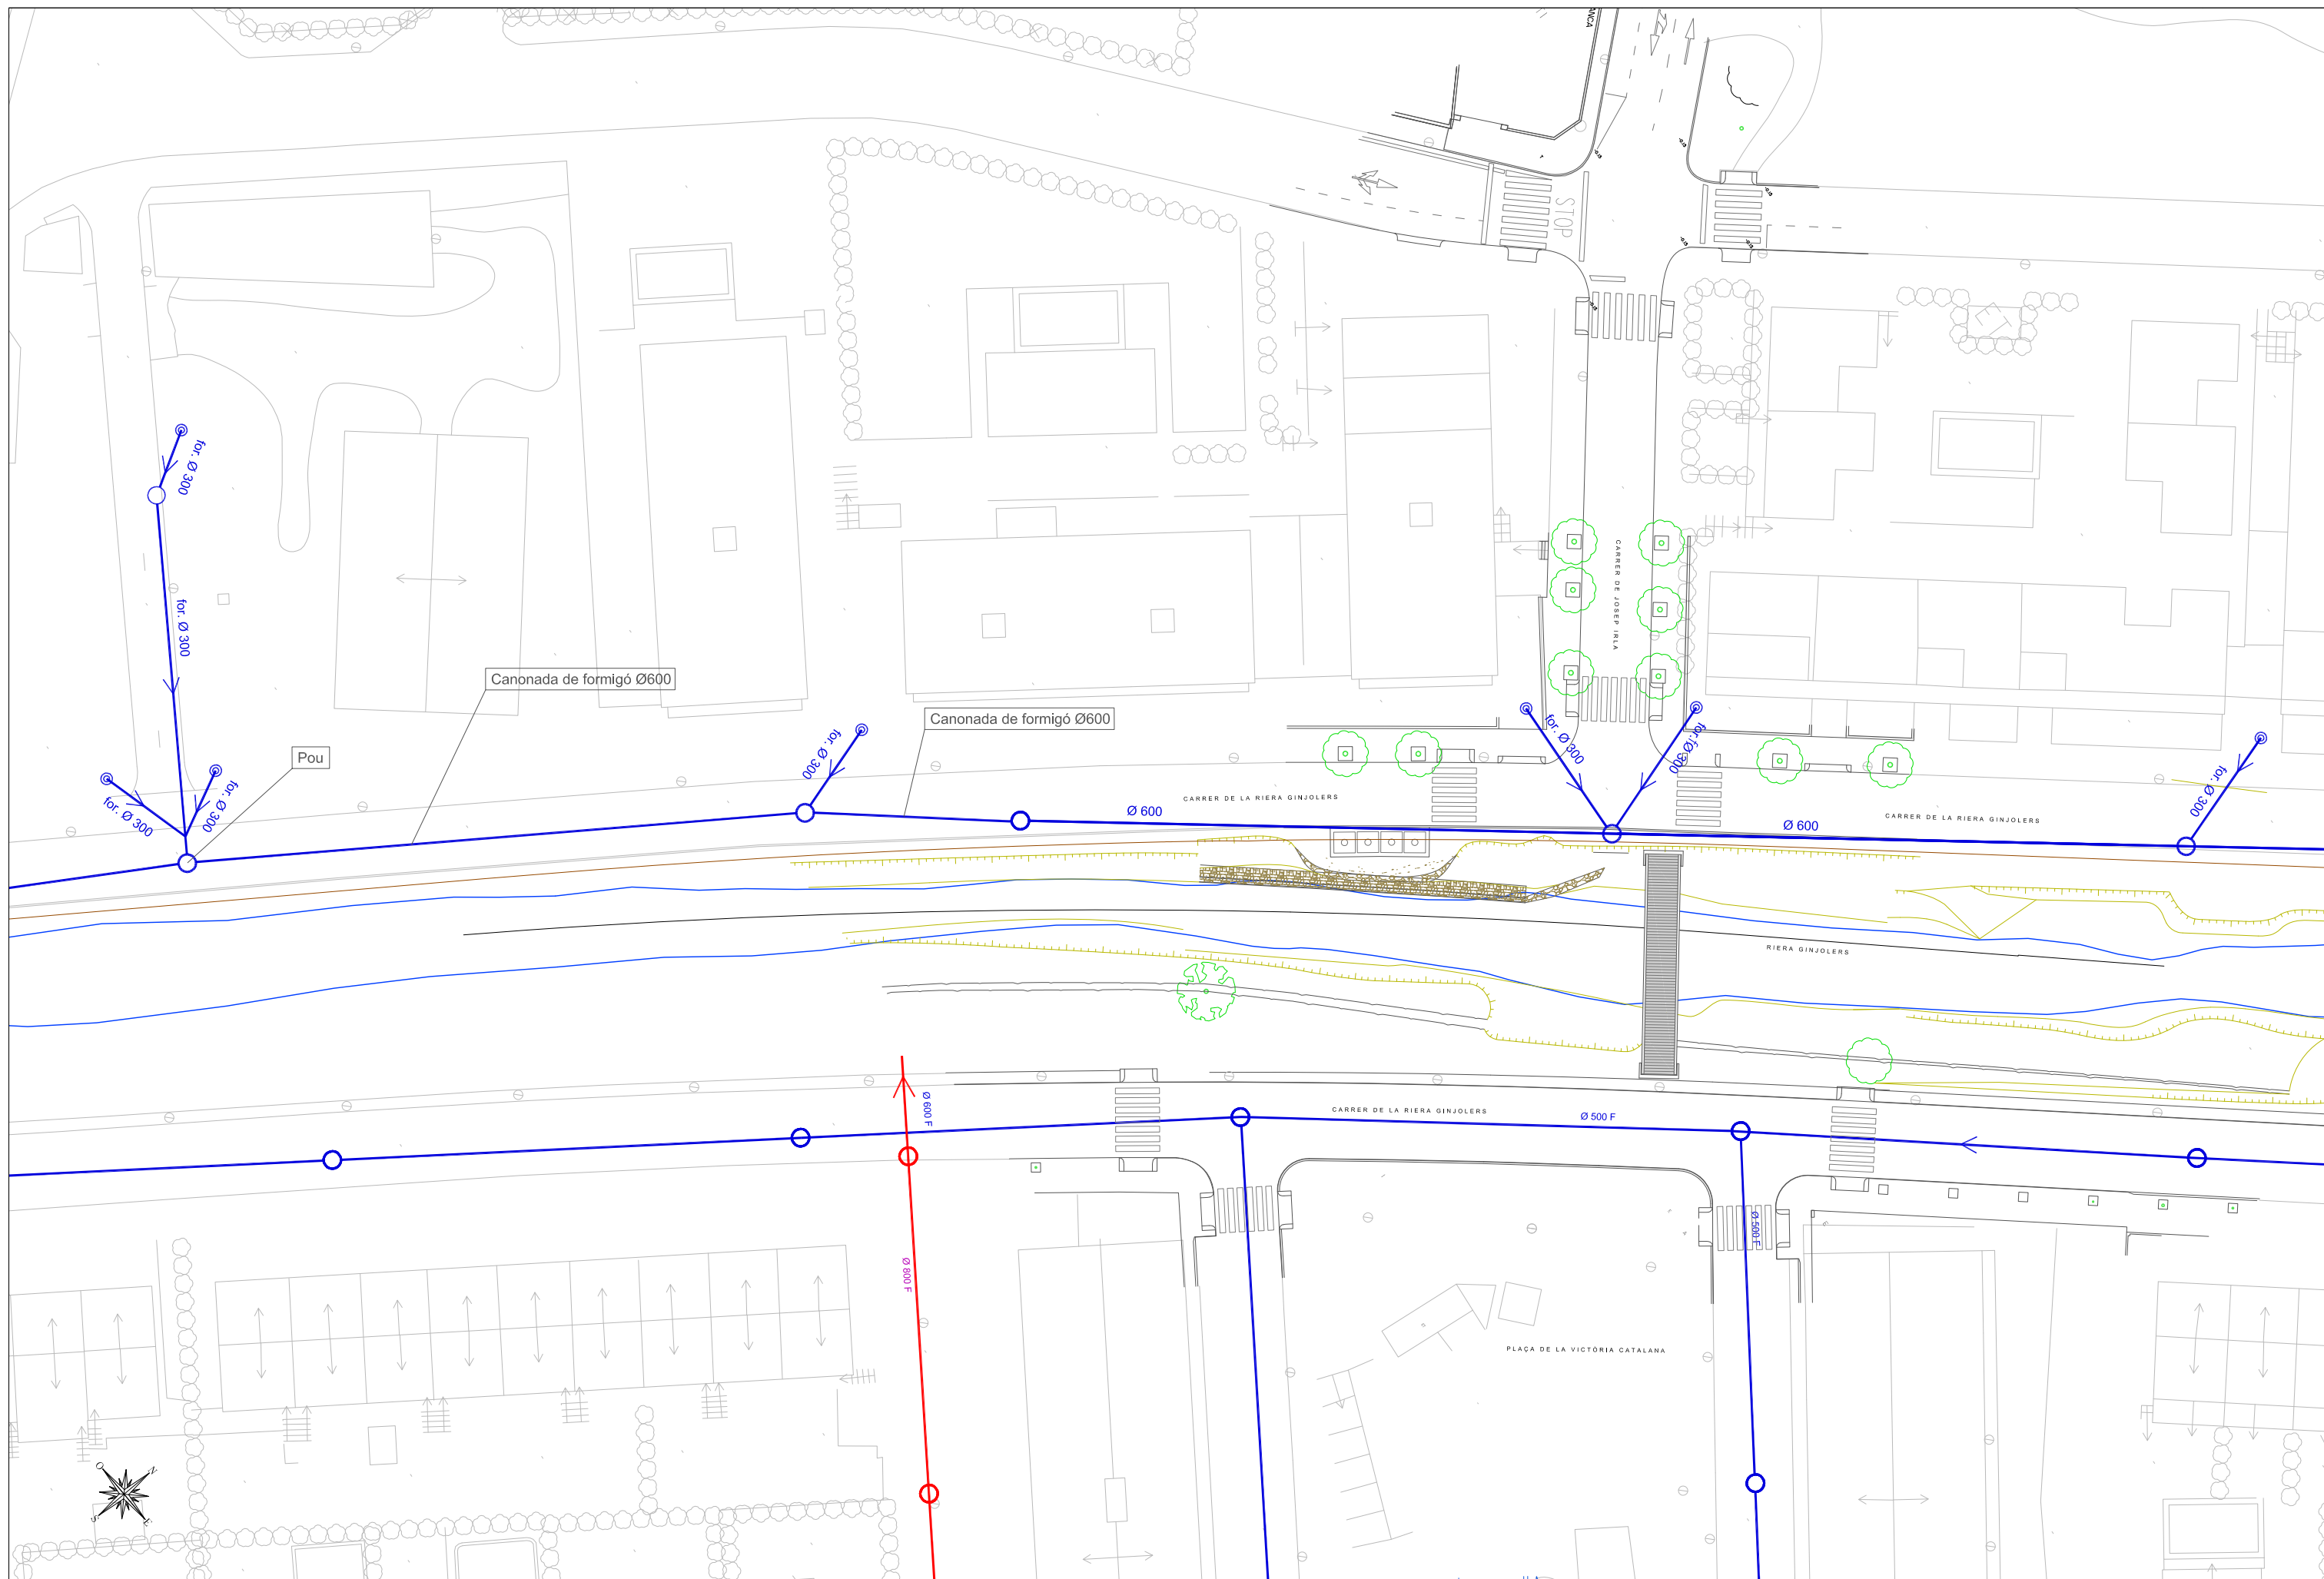 ANCA
STOP
for. Ø 300
CARRER DE JOSEP IRLA
for. Ø 300
Canonada de formigó Ø600
Canonada de formigó Ø600
Pou
for. Ø 300
for. Ø 300
for. Ø 300
for. Ø 300
for. Ø 300
for. Ø 300
CARRER DE LA RIERA GINJOLERS
Ø 600
Ø 600
CARRER DE LA RIERA GINJOLERS
RIERA GINJOLERS
Ø 600 F
CARRER DE LA RIERA GINJOLERS
Ø 500 F
Ø 500 F
Ø 800 F
PLAÇA DE LA VICTÒRIA CATALANA
O
N
S
E